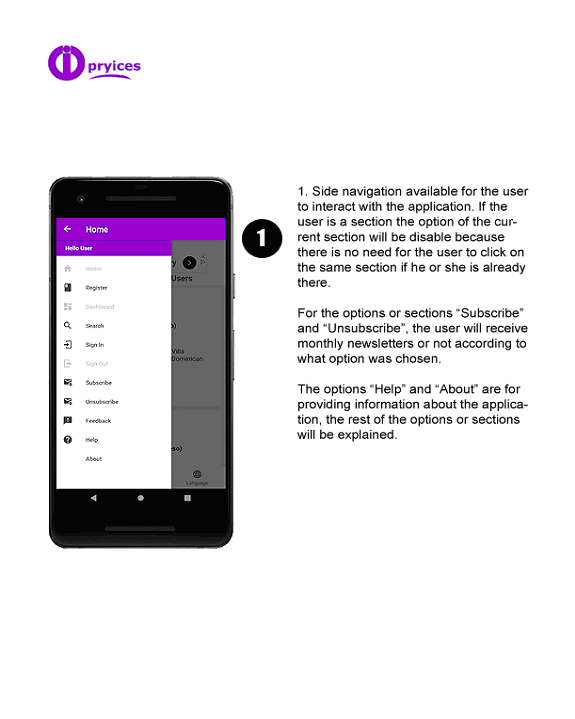 pryices
1. Side navigation available for the user
to interact with the application. If the
user is a section the option of the cur-
rent section will be disable because
there is no need for the user to click on
the same section if he or she is already
there.
For the options or sections “Subscribe”
and “Unsubscribe”, the user will receive
monthly newsletters or not according to
what option was chosen.
The options “Help” and “About” are for
providing information about the applica-
tion, the rest of the options or sections
will be explained.
1
Home
Hello User
Home
Register
Dashboard
Search
Sign In
Sign Out
Subscribe
Unsubscribe
Feedback
Help
About
Users
Villa
Dominican
Language